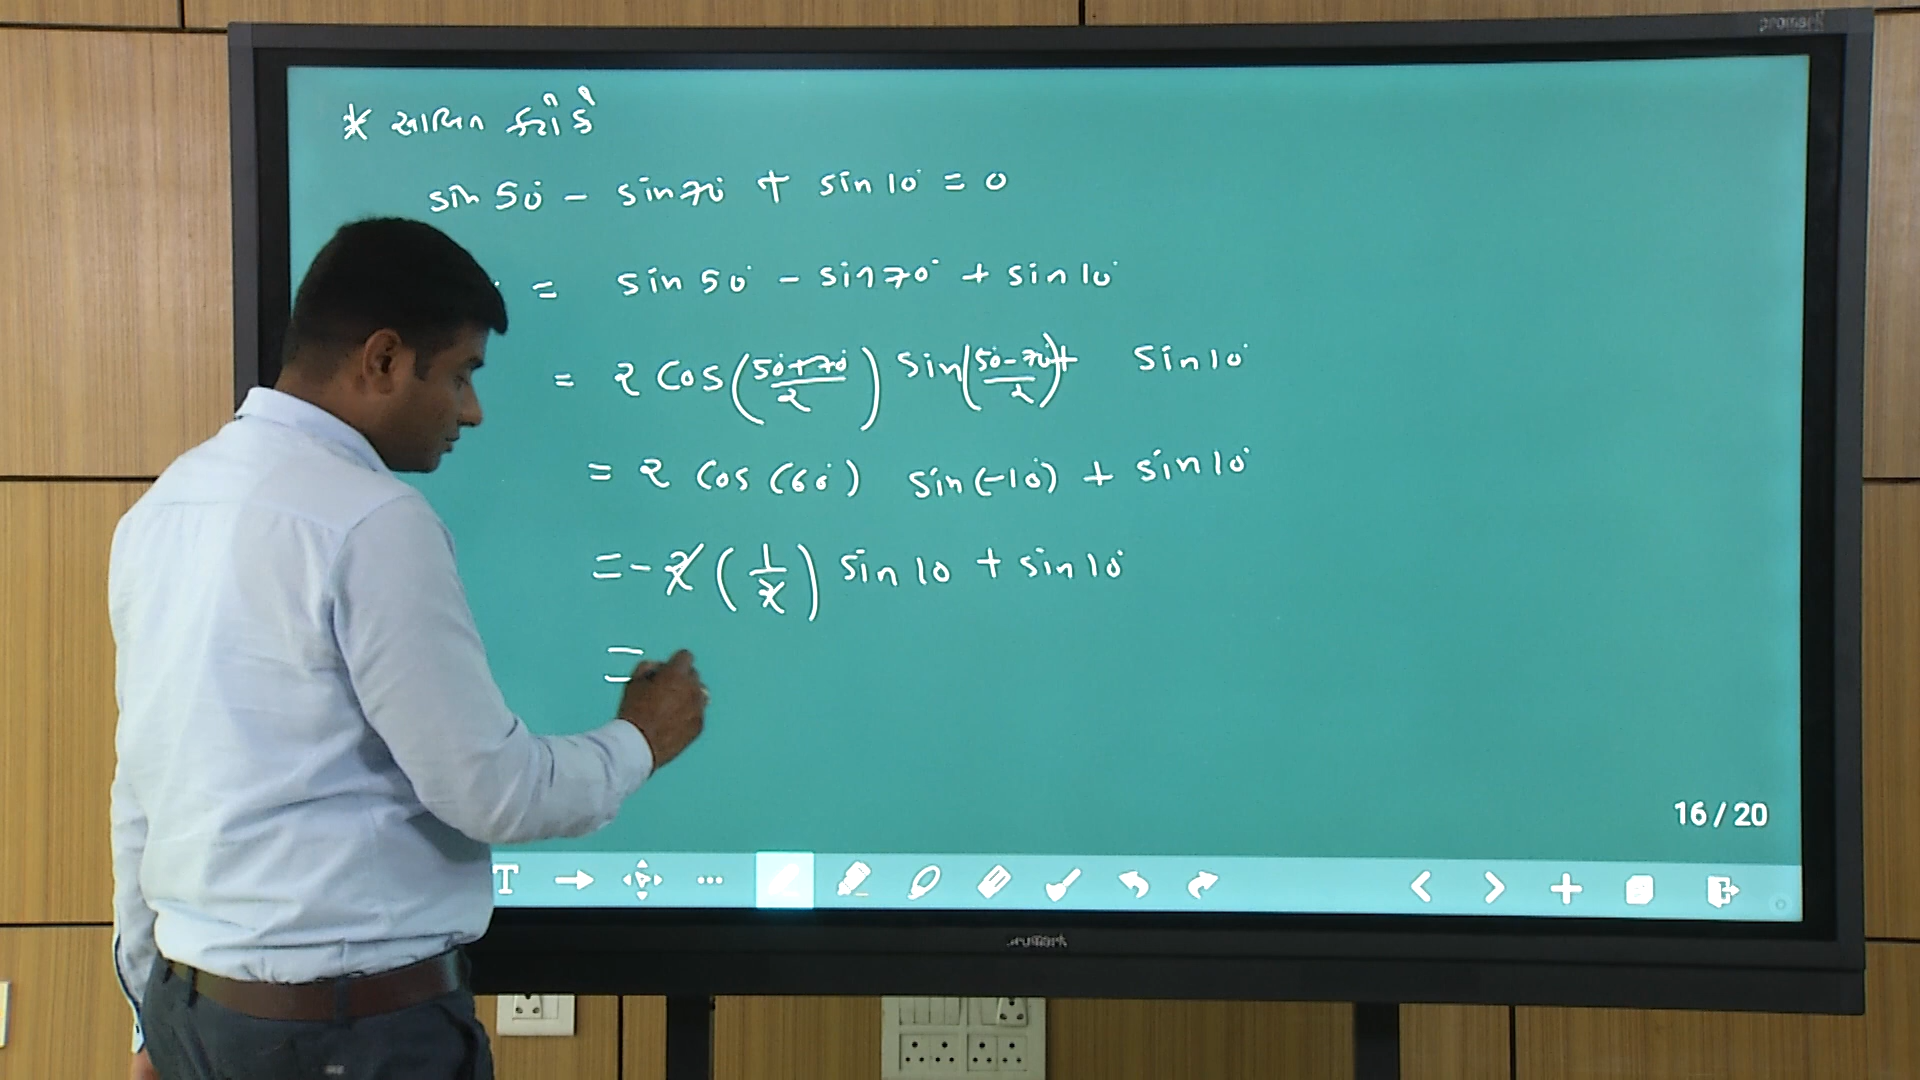 promark
* સાબિત કરો કે
sin 50° - sin 70° + sin 10° = 0
= sin 50° - sin 70° + sin 10°
= 2 cos (50°+70°/2) sin (50°-70°/2) + sin 10°
= 2 cos (60°) sin (-10°) + sin 10°
= - 2 (1/2) sin 10 + sin 10°
=
16 / 20
T
promark